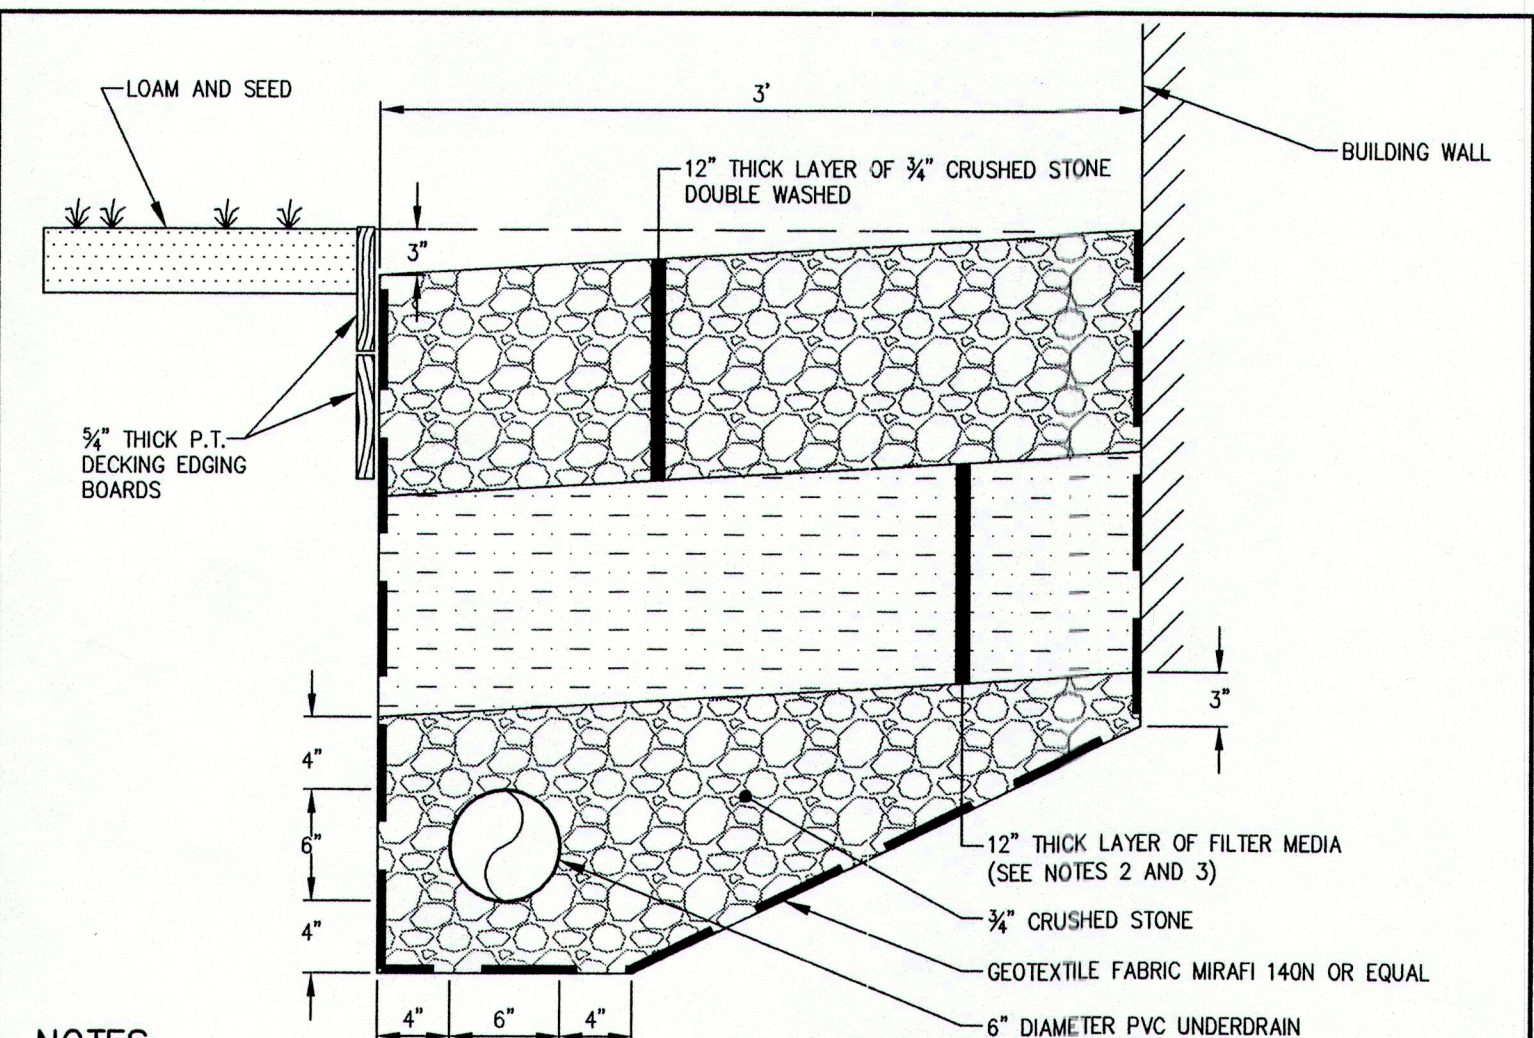 LOAM AND SEED
3'
BUILDING WALL
12" THICK LAYER OF ¾" CRUSHED STONE
DOUBLE WASHED
3"
⁵⁄₄" THICK P.T.
DECKING EDGING
BOARDS
3"
4"
6"
4"
12" THICK LAYER OF FILTER MEDIA
(SEE NOTES 2 AND 3)
¾" CRUSHED STONE
GEOTEXTILE FABRIC MIRAFI 140N OR EQUAL
6" DIAMETER PVC UNDERDRAIN
4"
6"
4"
NOTES